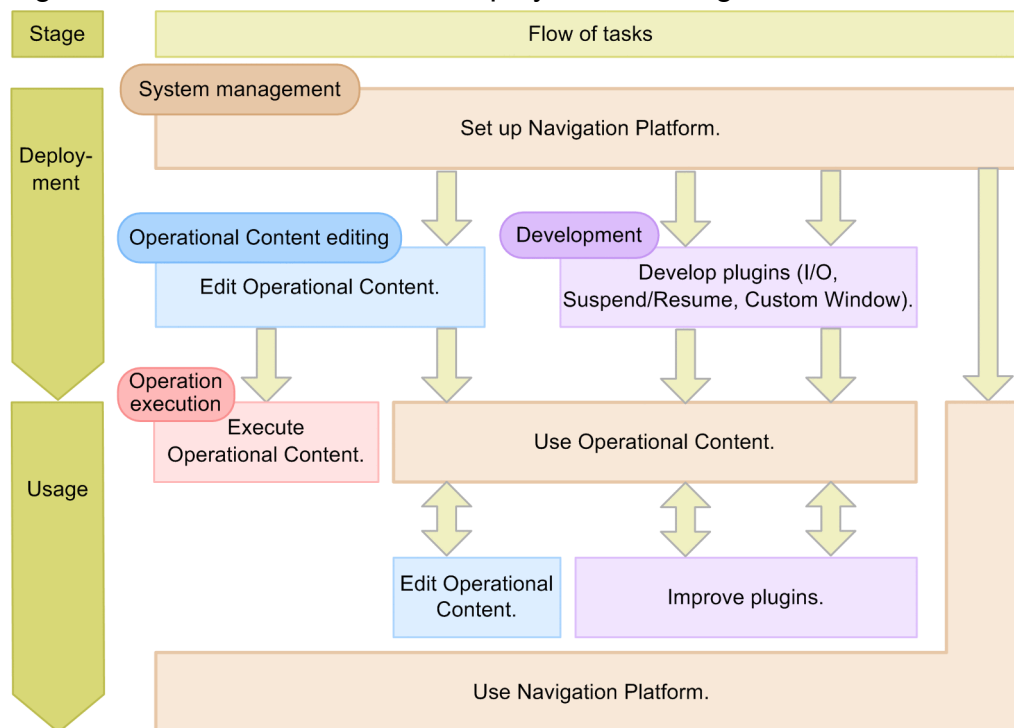 Stage
Flow of tasks
System management
Set up Navigation Platform.
Deploy-
ment
Operational Content editing
Edit Operational Content.
Development
Develop plugins (I/O,
Suspend/Resume, Custom Window).
Operation
execution
Execute
Operational Content.
Use Operational Content.
Usage
Edit Operational
Content.
Improve plugins.
Use Navigation Platform.